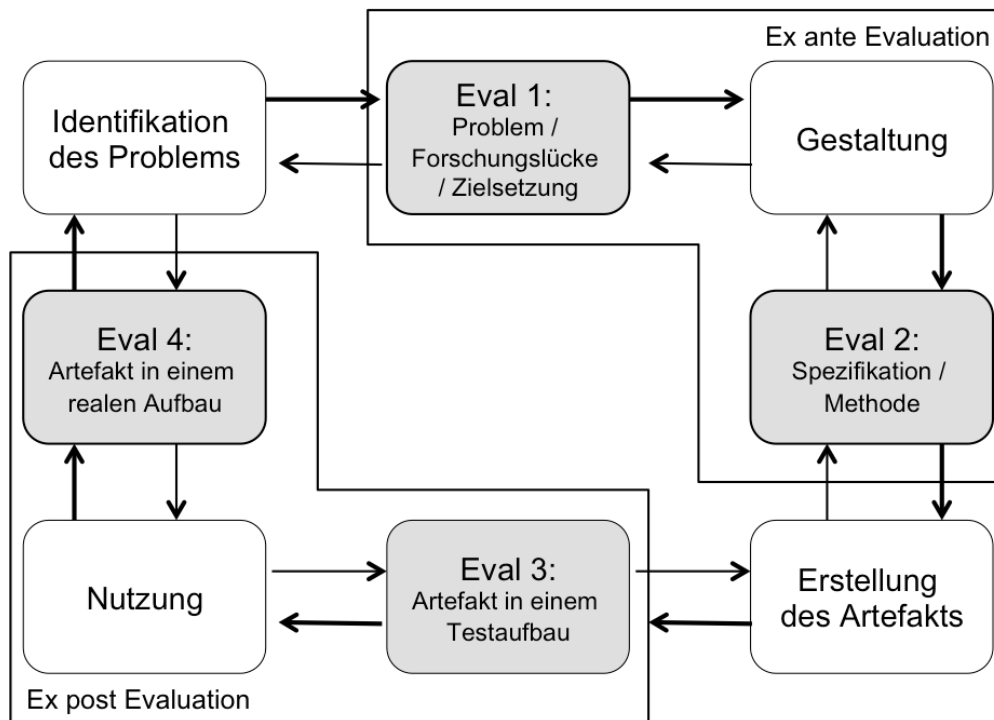 Ex ante Evaluation
Identifikation
des Problems
Eval 1:
Problem /
Forschungslücke
/ Zielsetzung
Gestaltung
Eval 4:
Artefakt in einem
realen Aufbau
Eval 2:
Spezifikation /
Methode
Nutzung
Eval 3:
Artefakt in einem
Testaufbau
Erstellung
des Artefakts
Ex post Evaluation